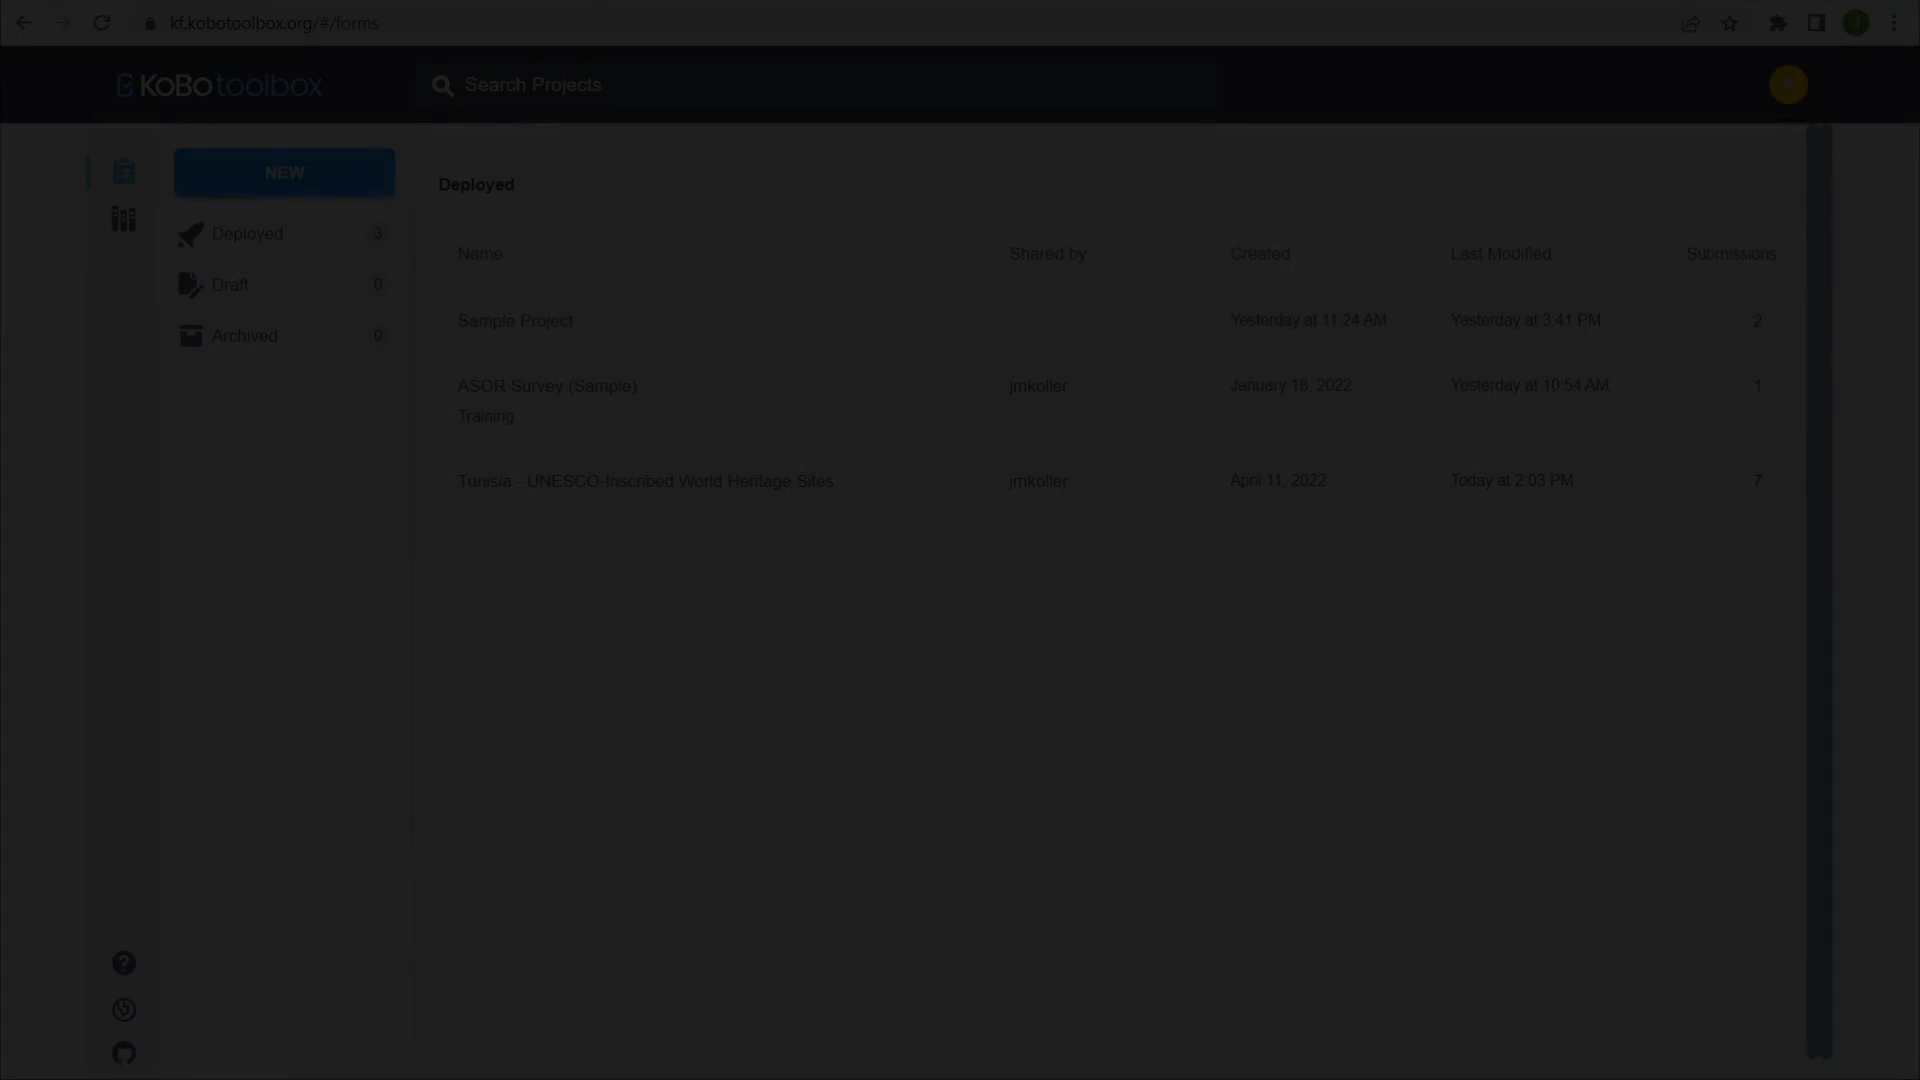 kf.kobotoolbox.org/#/forms
KoBo toolbox
Search Projects
NEW
Deployed 3
Draft 0
Archived 0
Deployed
Name Shared by Created Last Modified Submissions
Sample Project Yesterday at 11:24 AM Yesterday at 3:41 PM 2
ASOR Survey (Sample) jmkoller January 18, 2022 Yesterday at 10:54 AM 1
Training
Tunisia - UNESCO-Inscribed World Heritage Sites jmkoller April 11, 2022 Today at 2:03 PM 7